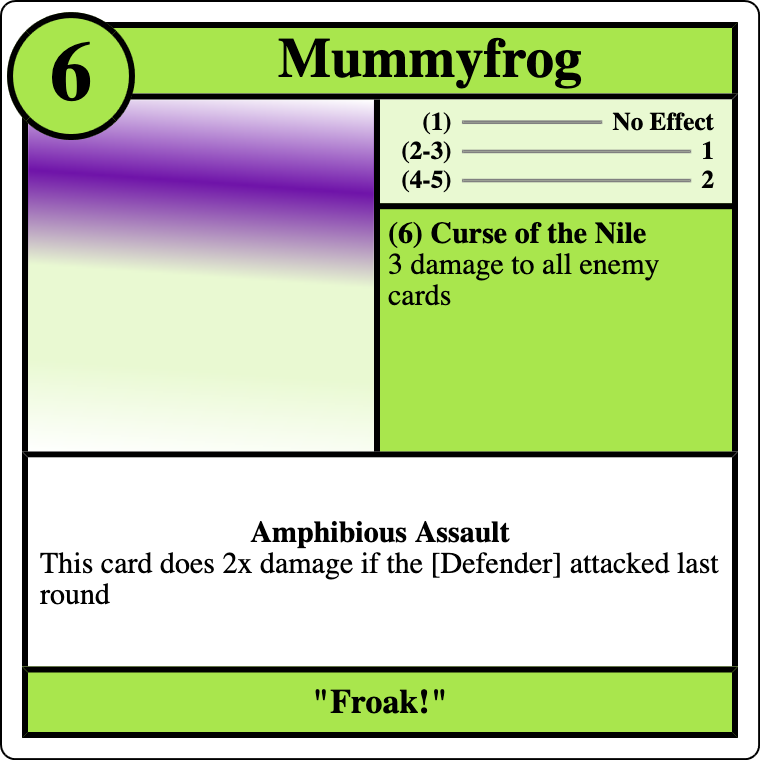 6
Mummyfrog
(1) No Effect
(2-3) 1
(4-5) 2
(6) Curse of the Nile
3 damage to all enemy
cards
Amphibious Assault
This card does 2x damage if the [Defender] attacked last
round
"Froak!"